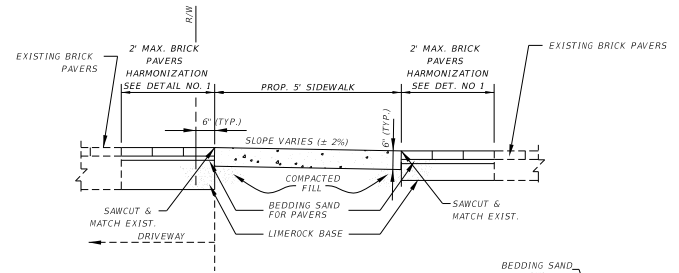 R/W
2' MAX. BRICK
PAVERS
HARMONIZATION
SEE DETAIL NO. 1
EXISTING BRICK
PAVERS
PROP. 5' SIDEWALK
2' MAX. BRICK
PAVERS
HARMONIZATION
SEE DET. NO 1
EXISTING BRICK PAVERS
6" (TYP.)
SLOPE VARIES (± 2%)
6" (TYP.)
COMPACTED
FILL
SAWCUT &
MATCH EXIST.
BEDDING SAND
FOR PAVERS
SAWCUT &
MATCH EXIST.
LIMEROCK BASE
DRIVEWAY
BEDDING SAND